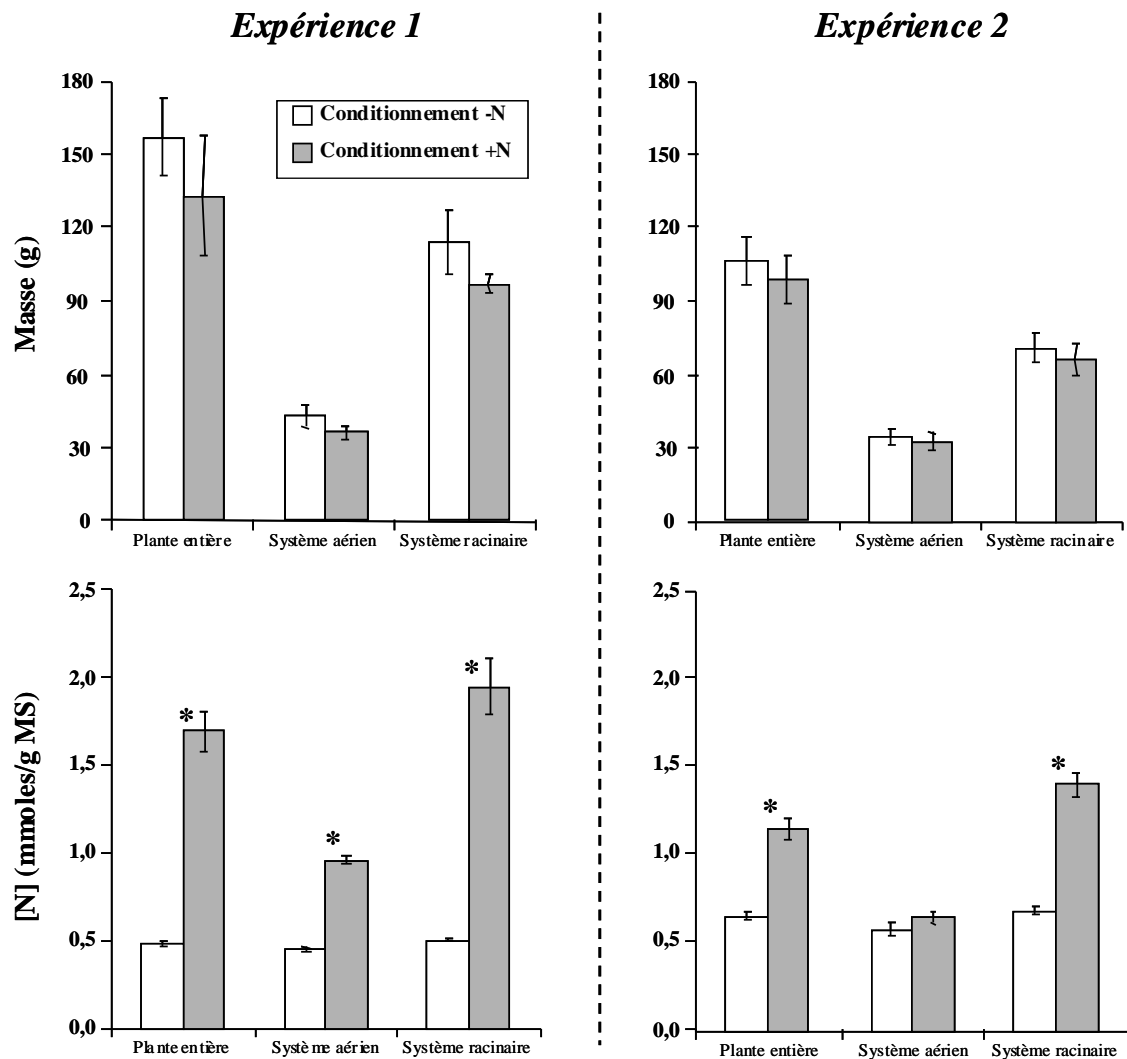 Expérience 1
Expérience 2
Masse (g)
180
150
120
90
60
30
0
Conditionnement -N
Conditionnement +N
Plante entière
Système aérien
Système racinaire
180
150
120
90
60
30
0
Plante entière
Système aérien
Système racinaire
[N] (mmoles/g MS)
2,5
2,0
1,5
1,0
0,5
0,0
*
*
*
Plante entière
Système aérien
Système racinaire
2,5
2,0
1,5
1,0
0,5
0,0
*
*
Plante entière
Système aérien
Système racinaire